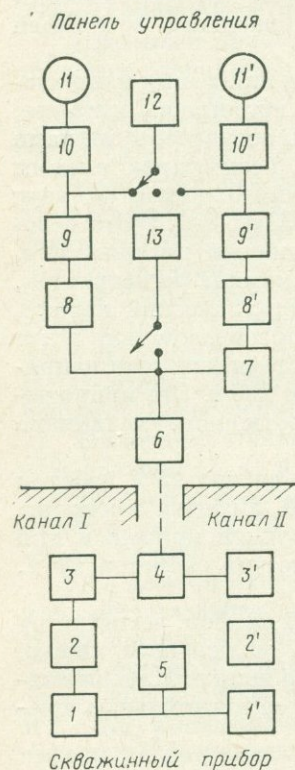 Панель управления
11 12 11'
10 10'
9 13 9'
8 8'
7
6
Канал I Канал II
3 4 3'
2 5 2'
1 1'
Скважинный прибор